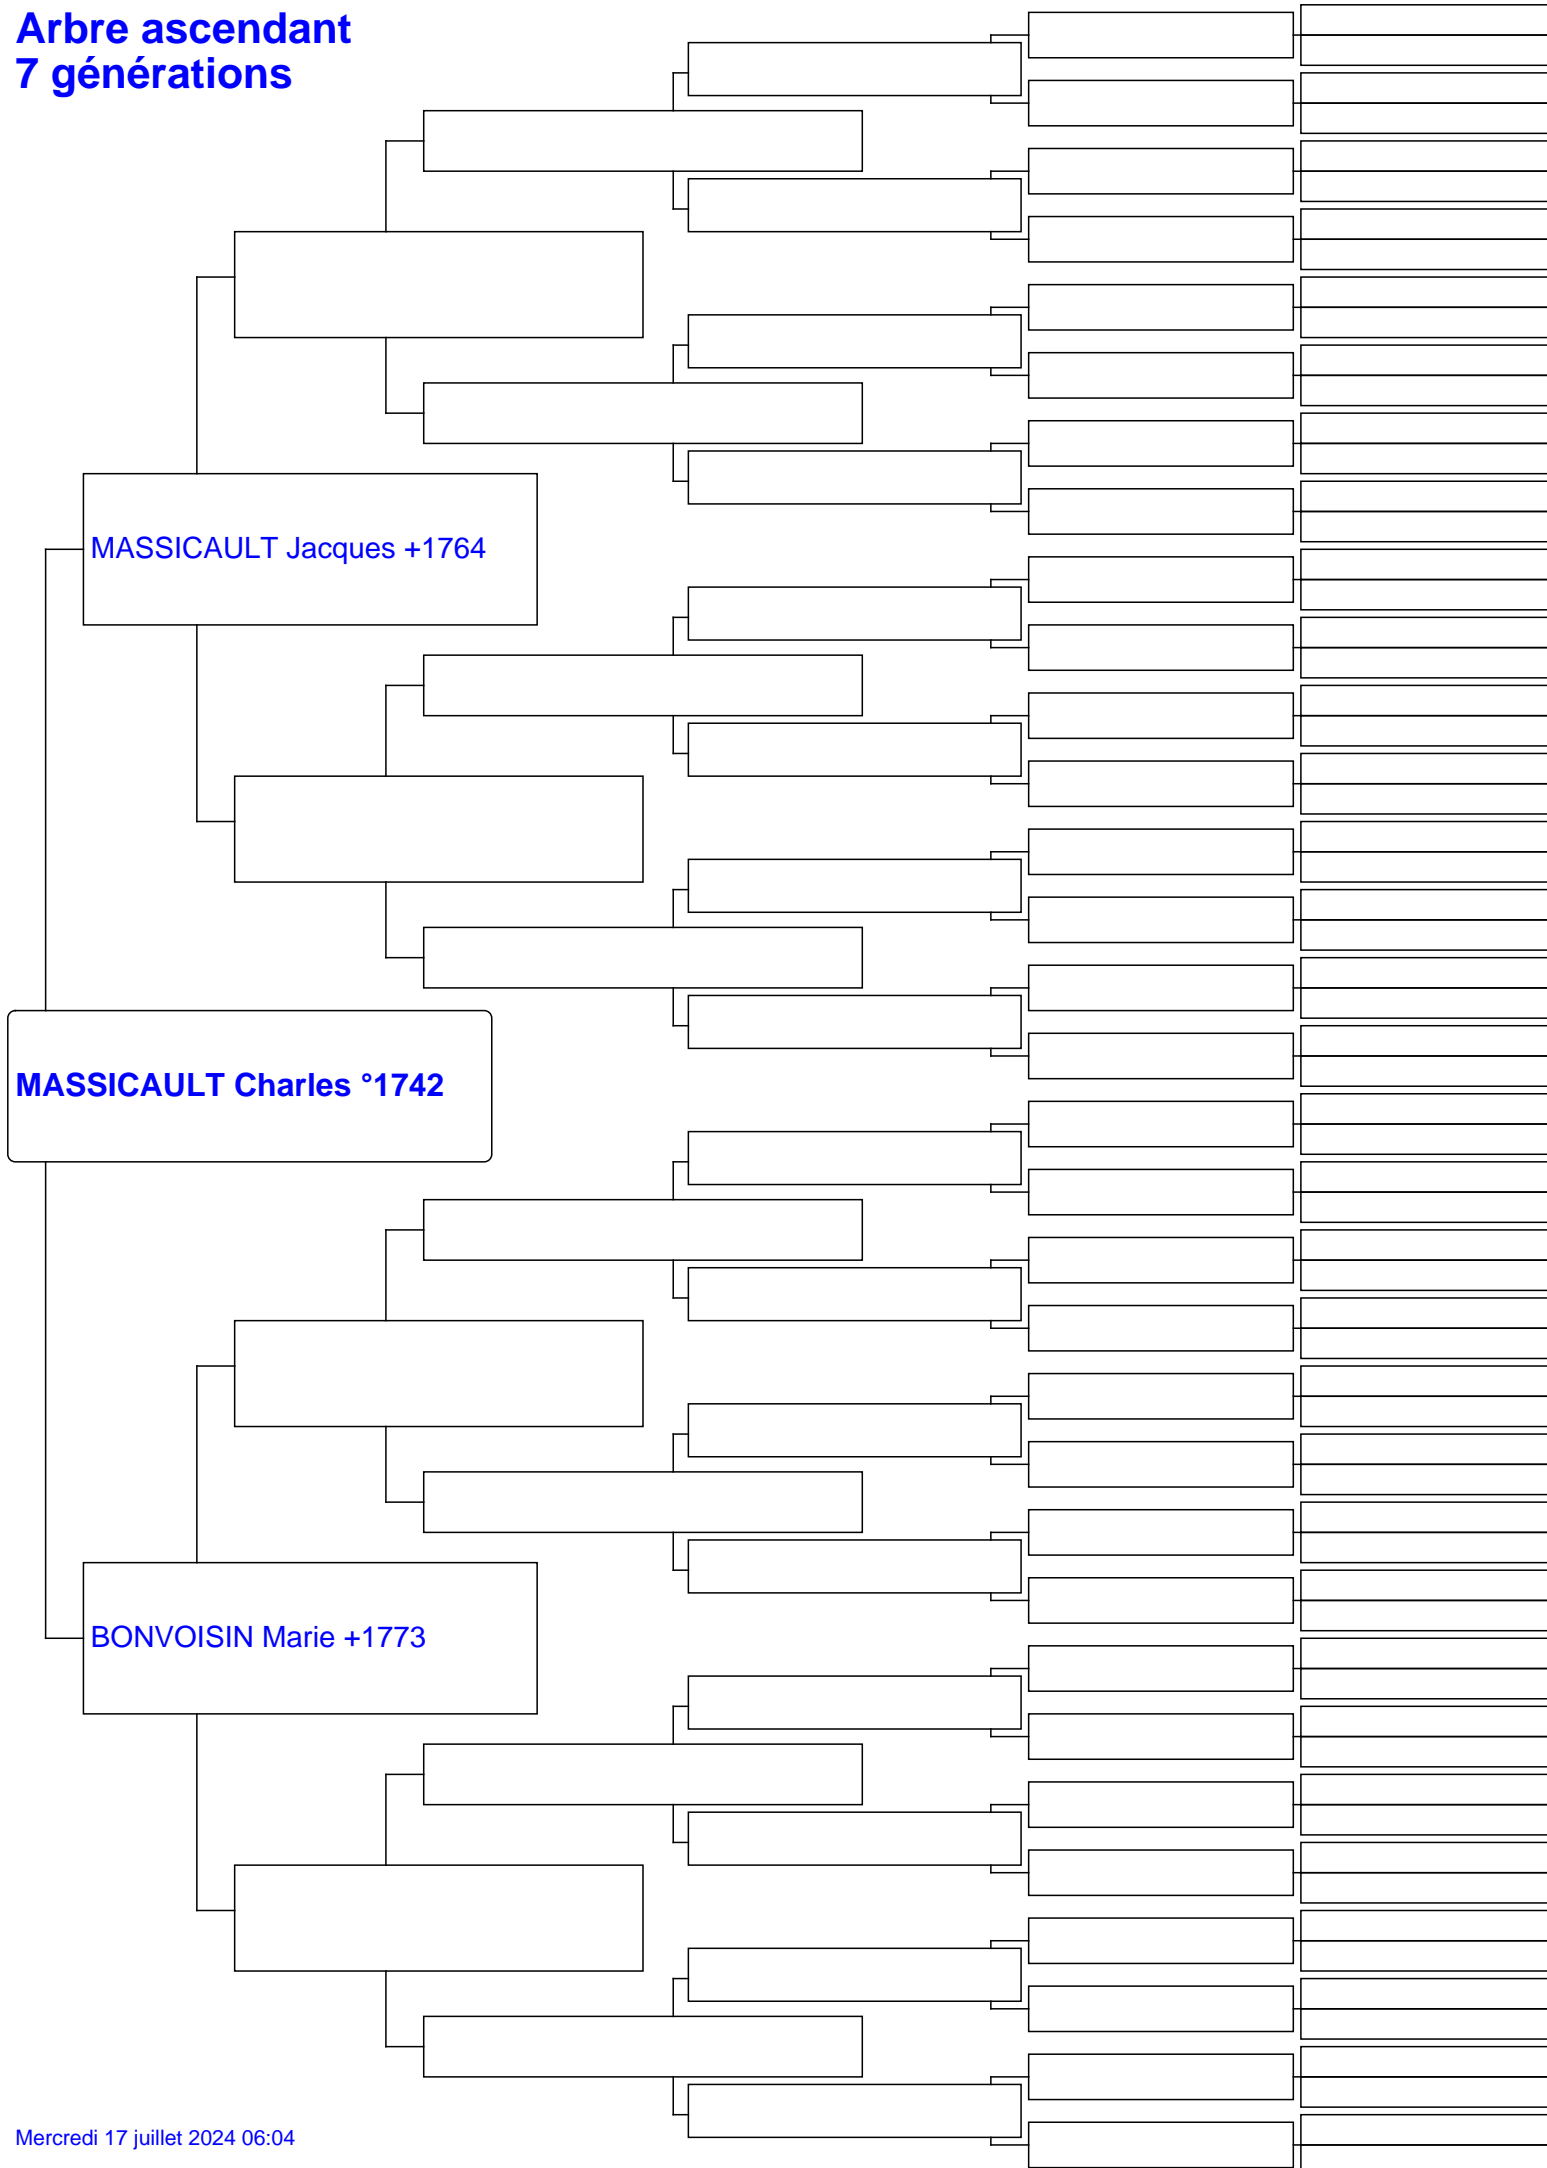 Arbre ascendant
7 générations
MASSICAULT Jacques +1764
MASSICAULT Charles °1742
BONVOISIN Marie +1773
Mercredi 17 juillet 2024 06:04